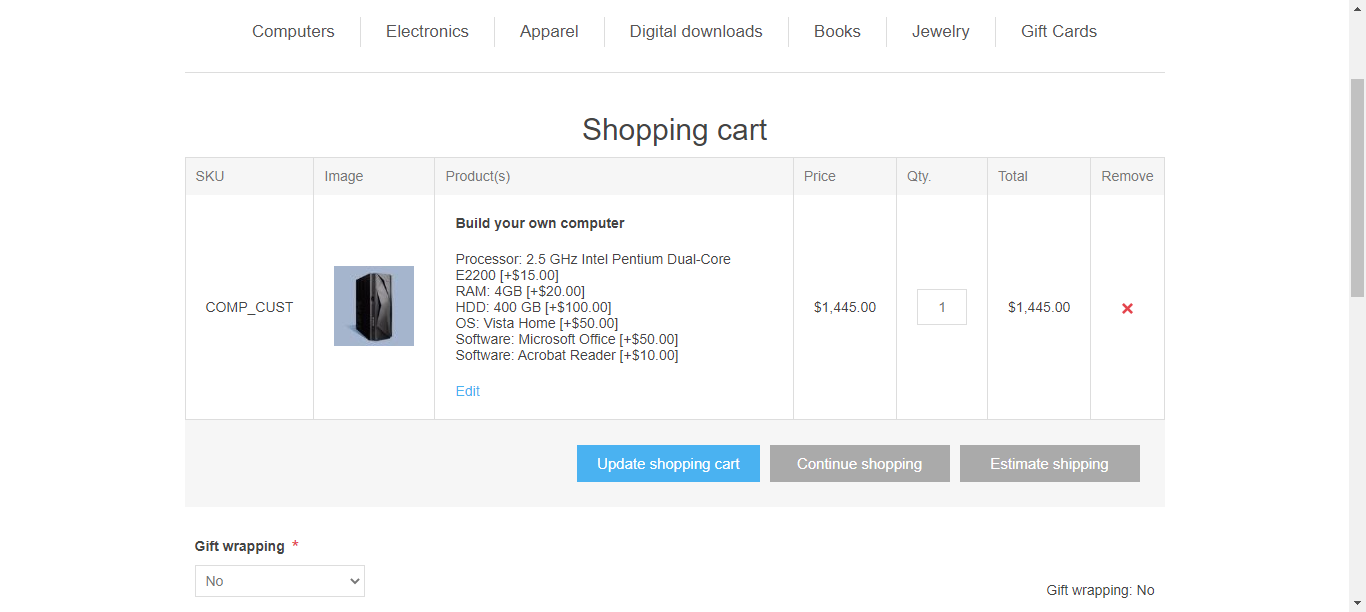 Computers Electronics Apparel Digital downloads Books Jewelry Gift Cards
Shopping cart
SKU Image Product(s) Price Qty. Total Remove
Build your own computer
Processor: 2.5 GHz Intel Pentium Dual-Core
E2200 [+$15.00]
RAM: 4GB [+$20.00]
HDD: 400 GB [+$100.00]
COMP_CUST $1,445.00 1 $1,445.00
OS: Vista Home [+$50.00]
Software: Microsoft Office [+$50.00]
Software: Acrobat Reader [+$10.00]
Edit
Update shopping cart Continue shopping Estimate shipping
Gift wrapping *
No
Gift wrapping: No